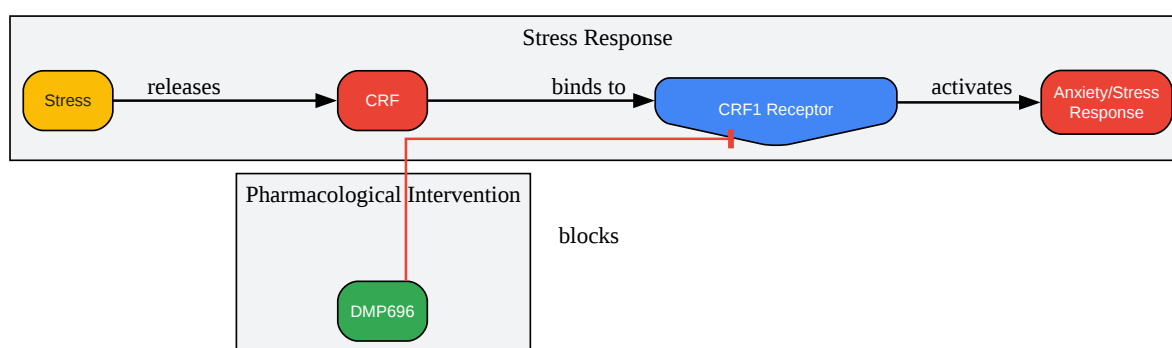 Stress Response
Stress
releases
CRF
binds to
CRF1 Receptor
activates
Anxiety/Stress
Response
Pharmacological Intervention
blocks
DMP696